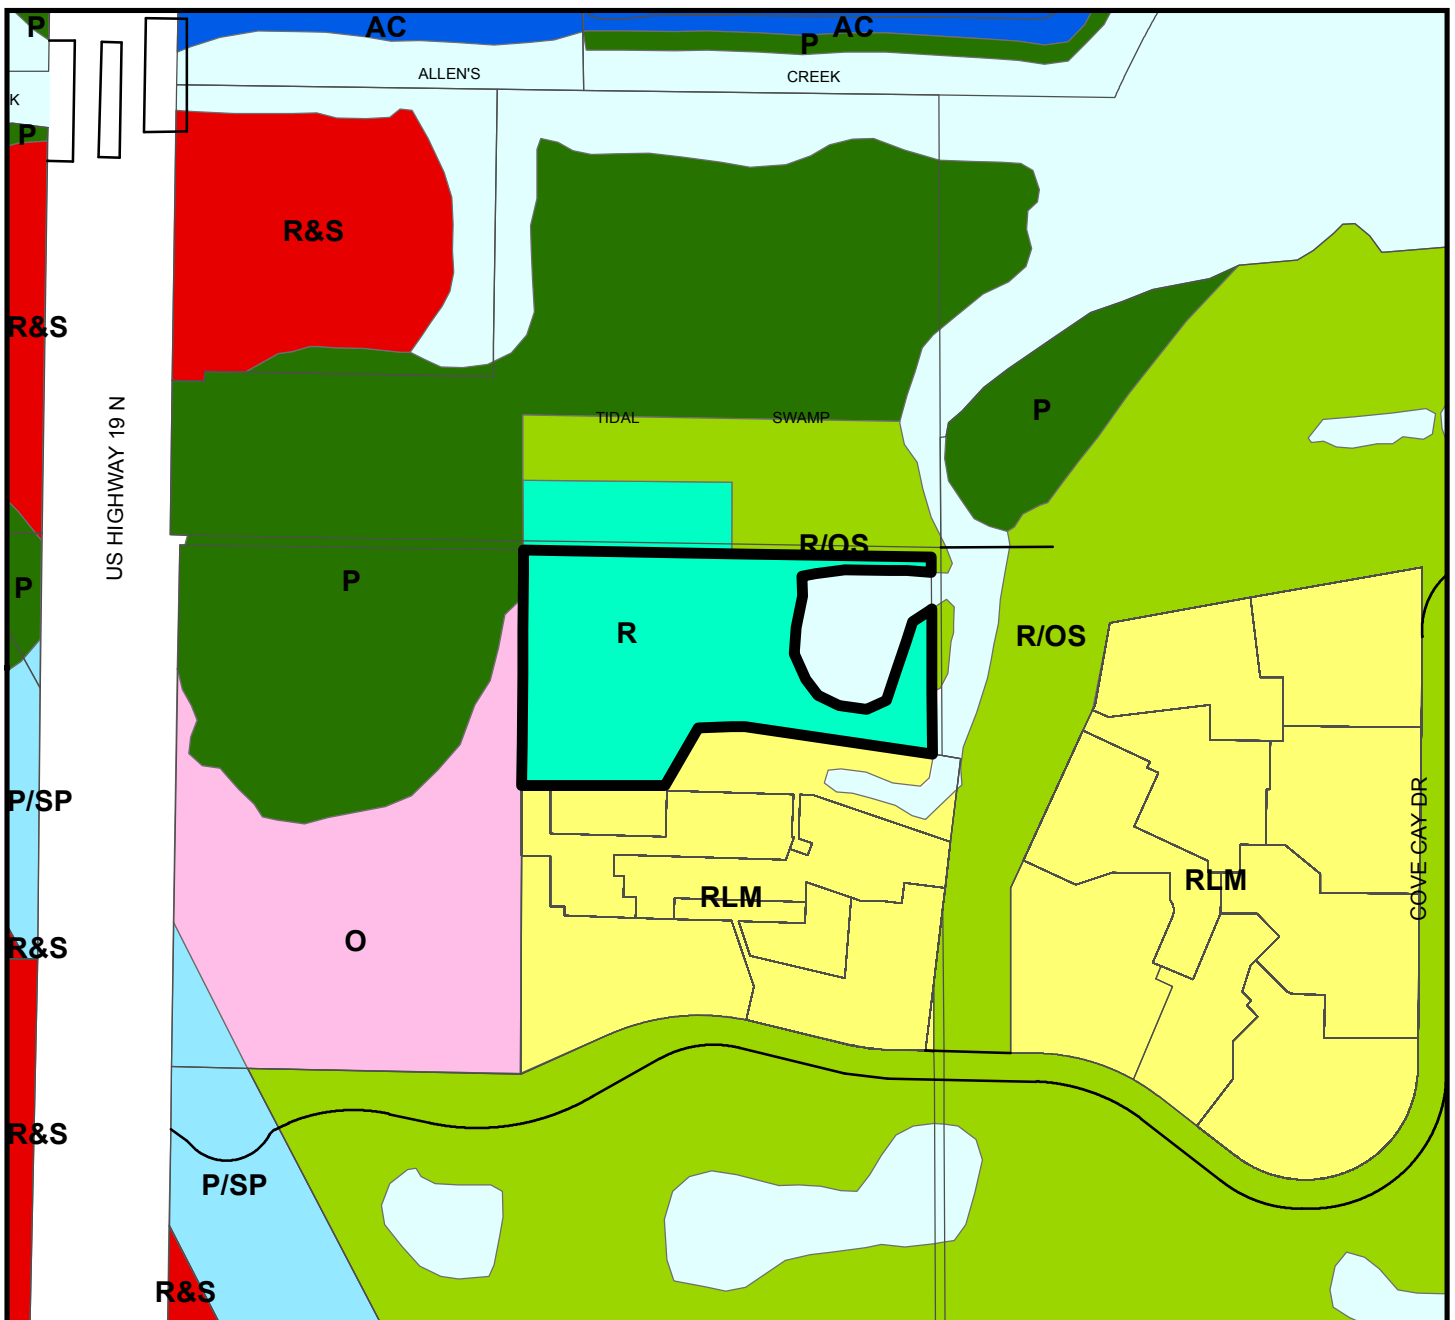 P
AC
AC
P
ALLEN'S
CREEK
K
P
R&S
R&S
US HIGHWAY 19 N
TIDAL
SWAMP
P
R/OS
P
P
R
R/OS
P/SP
COVE CAY DR
RLM
RLM
O
R&S
R&S
P/SP
R&S